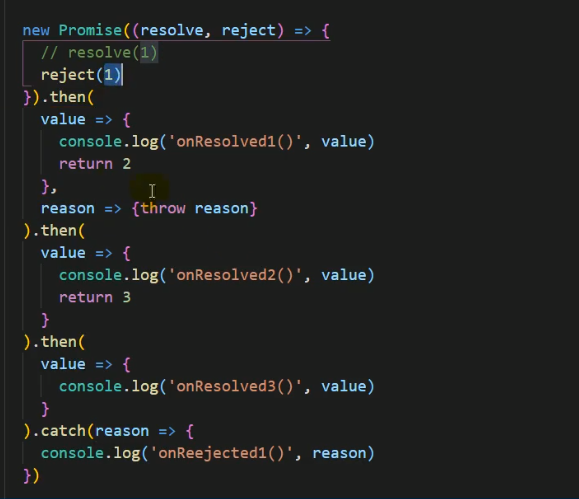 new Promise((resolve, reject) => {
  // resolve(1)
  reject(1)
}).then(
  value => {
    console.log('onResolved1()', value)
    return 2
  },
  reason => {throw reason}
).then(
  value => {
    console.log('onResolved2()', value)
    return 3
  }
).then(
  value => {
    console.log('onResolved3()', value)
  }
).catch(reason => {
  console.log('onReejected1()', reason)
})